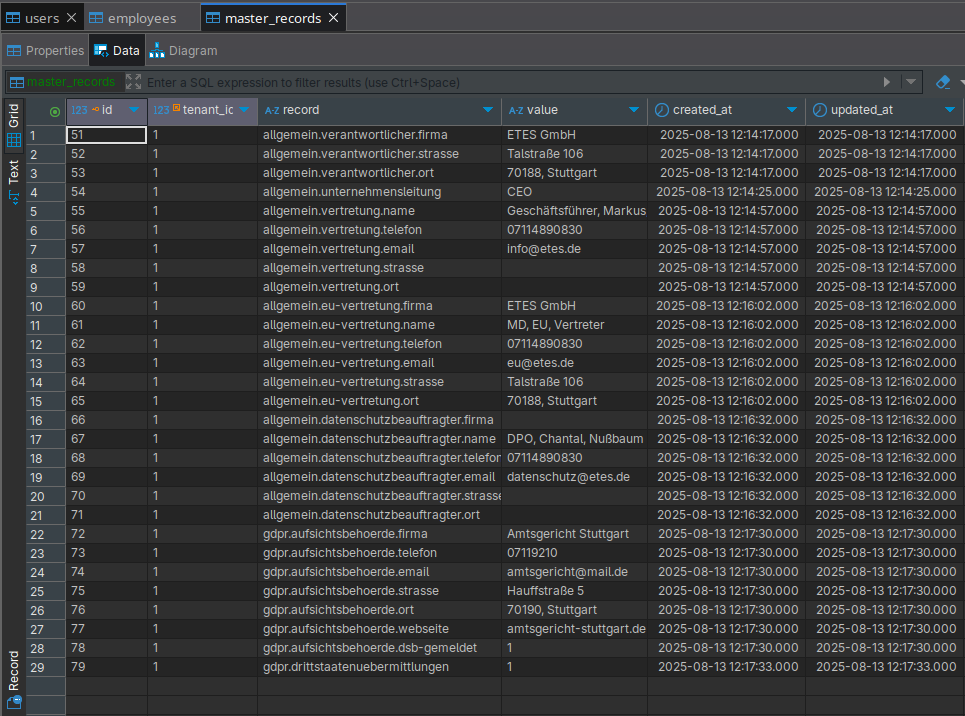 users employees master_records
Properties Data Diagram
master_records Enter a SQL expression to filter results (use Ctrl+Space)
Grid
Text
Record
123 id 123 tenant_ic A-Z record A-Z value created_at updated_at
1 51 1 allgemein.verantwortlicher.firma ETES GmbH 2025-08-13 12:14:17.000 2025-08-13 12:14:17.000
2 52 1 allgemein.verantwortlicher.strasse Talstraße 106 2025-08-13 12:14:17.000 2025-08-13 12:14:17.000
3 53 1 allgemein.verantwortlicher.ort 70188, Stuttgart 2025-08-13 12:14:17.000 2025-08-13 12:14:17.000
4 54 1 allgemein.unternehmensleitung CEO 2025-08-13 12:14:25.000 2025-08-13 12:14:25.000
5 55 1 allgemein.vertretung.name Geschäftsführer, Markus 2025-08-13 12:14:57.000 2025-08-13 12:14:57.000
6 56 1 allgemein.vertretung.telefon 07114890830 2025-08-13 12:14:57.000 2025-08-13 12:14:57.000
7 57 1 allgemein.vertretung.email info@etes.de 2025-08-13 12:14:57.000 2025-08-13 12:14:57.000
8 58 1 allgemein.vertretung.strasse 2025-08-13 12:14:57.000 2025-08-13 12:14:57.000
9 59 1 allgemein.vertretung.ort 2025-08-13 12:14:57.000 2025-08-13 12:14:57.000
10 60 1 allgemein.eu-vertretung.firma ETES GmbH 2025-08-13 12:16:02.000 2025-08-13 12:16:02.000
11 61 1 allgemein.eu-vertretung.name MD, EU, Vertreter 2025-08-13 12:16:02.000 2025-08-13 12:16:02.000
12 62 1 allgemein.eu-vertretung.telefon 07114890830 2025-08-13 12:16:02.000 2025-08-13 12:16:02.000
13 63 1 allgemein.eu-vertretung.email eu@etes.de 2025-08-13 12:16:02.000 2025-08-13 12:16:02.000
14 64 1 allgemein.eu-vertretung.strasse Talstraße 106 2025-08-13 12:16:02.000 2025-08-13 12:16:02.000
15 65 1 allgemein.eu-vertretung.ort 70188, Stuttgart 2025-08-13 12:16:02.000 2025-08-13 12:16:02.000
16 66 1 allgemein.datenschutzbeauftragter.firma 2025-08-13 12:16:32.000 2025-08-13 12:16:32.000
17 67 1 allgemein.datenschutzbeauftragter.name DPO, Chantal, Nußbaum 2025-08-13 12:16:32.000 2025-08-13 12:16:32.000
18 68 1 allgemein.datenschutzbeauftragter.telefon 07114890830 2025-08-13 12:16:32.000 2025-08-13 12:16:32.000
19 69 1 allgemein.datenschutzbeauftragter.email datenschutz@etes.de 2025-08-13 12:16:32.000 2025-08-13 12:16:32.000
20 70 1 allgemein.datenschutzbeauftragter.strasse 2025-08-13 12:16:32.000 2025-08-13 12:16:32.000
21 71 1 allgemein.datenschutzbeauftragter.ort 2025-08-13 12:16:32.000 2025-08-13 12:16:32.000
22 72 1 gdpr.aufsichtsbehoerde.firma Amtsgericht Stuttgart 2025-08-13 12:17:30.000 2025-08-13 12:17:30.000
23 73 1 gdpr.aufsichtsbehoerde.telefon 07119210 2025-08-13 12:17:30.000 2025-08-13 12:17:30.000
24 74 1 gdpr.aufsichtsbehoerde.email amtsgericht@mail.de 2025-08-13 12:17:30.000 2025-08-13 12:17:30.000
25 75 1 gdpr.aufsichtsbehoerde.strasse Hauffstraße 5 2025-08-13 12:17:30.000 2025-08-13 12:17:30.000
26 76 1 gdpr.aufsichtsbehoerde.ort 70190, Stuttgart 2025-08-13 12:17:30.000 2025-08-13 12:17:30.000
27 77 1 gdpr.aufsichtsbehoerde.webseite amtsgericht-stuttgart.de 2025-08-13 12:17:30.000 2025-08-13 12:17:30.000
28 78 1 gdpr.aufsichtsbehoerde.dsb-gemeldet 1 2025-08-13 12:17:30.000 2025-08-13 12:17:30.000
29 79 1 gdpr.drittstaatenuebermittlungen 1 2025-08-13 12:17:33.000 2025-08-13 12:17:33.000